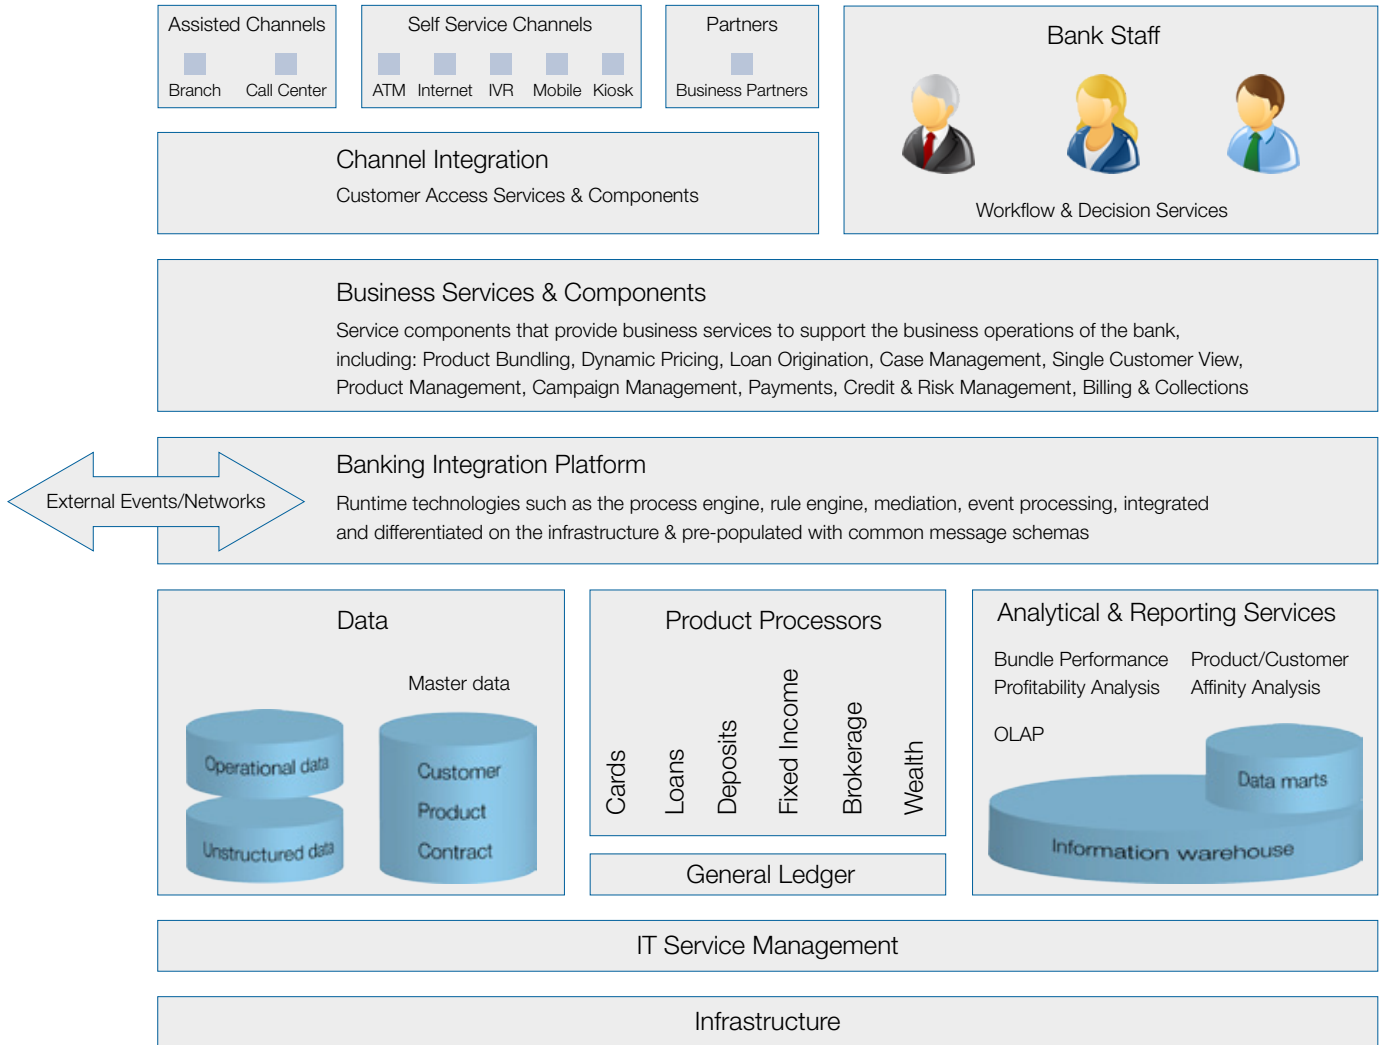 Assisted Channels
Branch
Call Center
Self Service Channels
ATM
Internet
IVR
Mobile
Kiosk
Partners
Business Partners
Bank Staff
Workflow & Decision Services
Channel Integration
Customer Access Services & Components
Business Services & Components
Service components that provide business services to support the business operations of the bank,
including: Product Bundling, Dynamic Pricing, Loan Origination, Case Management, Single Customer View,
Product Management, Campaign Management, Payments, Credit & Risk Management, Billing & Collections
External Events/Networks
Banking Integration Platform
Runtime technologies such as the process engine, rule engine, mediation, event processing, integrated
and differentiated on the infrastructure & pre-populated with common message schemas
Data
Master data
Operational data
Unstructured data
Customer
Product
Contract
Product Processors
Cards
Loans
Deposits
Fixed Income
Brokerage
Wealth
General Ledger
Analytical & Reporting Services
Bundle Performance
Profitability Analysis
Product/Customer
Affinity Analysis
OLAP
Data marts
Information warehouse
IT Service Management
Infrastructure